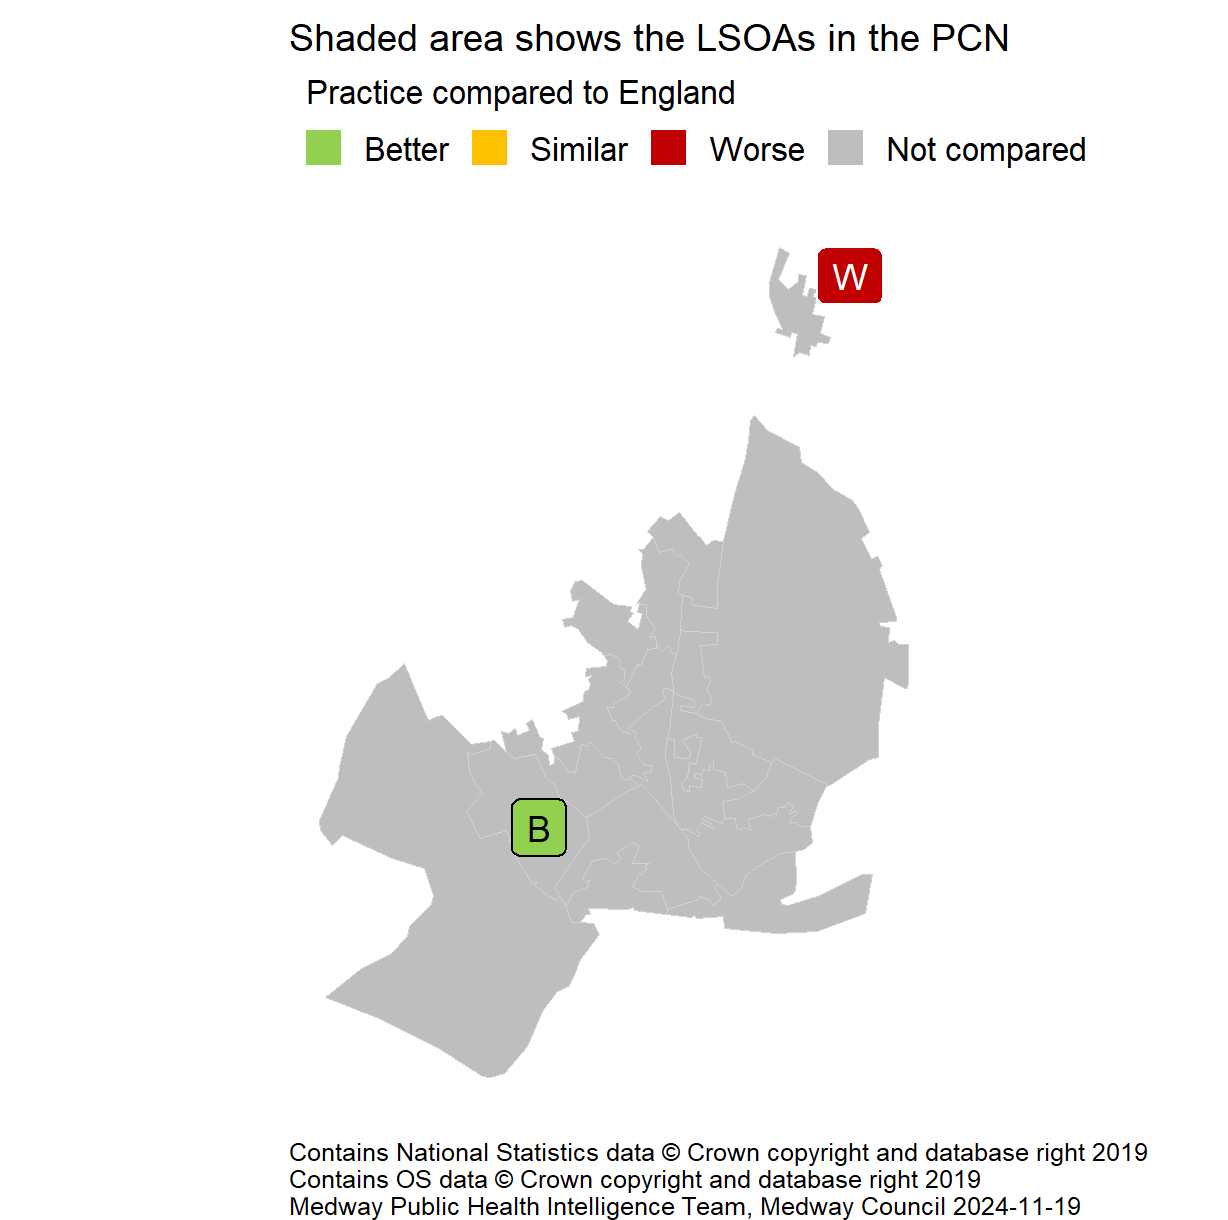 Shaded area shows the LSOAs in the PCN
Practice compared to England
Better Similar Worse Not compared
W
B
Contains National Statistics data © Crown copyright and database right 2019
Contains OS data © Crown copyright and database right 2019
Medway Public Health Intelligence Team, Medway Council 2024-11-19